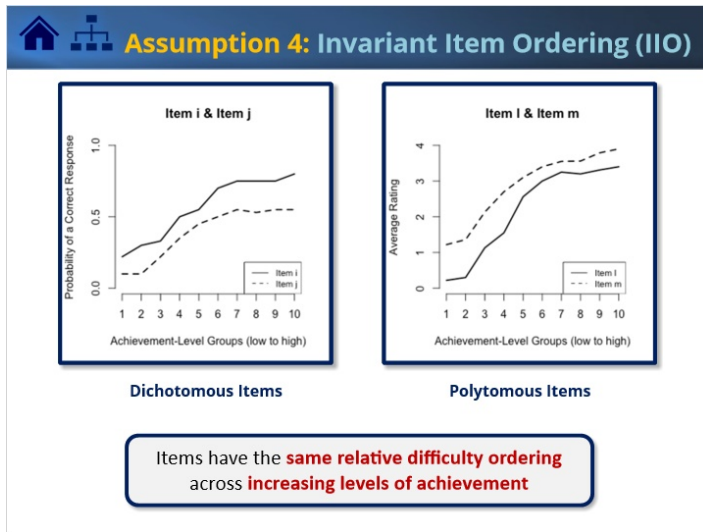 Assumption 4: Invariant Item Ordering (IIO)
Item i & Item j
Probability of a Correct Response
1.0
0.5
0.0
Item i
Item j
1 2 3 4 5 6 7 8 9 10
Achievement-Level Groups (low to high)
Dichotomous Items
Item l & Item m
Average Rating
4
3
2
1
0
Item l
Item m
1 2 3 4 5 6 7 8 9 10
Achievement-Level Groups (low to high)
Polytomous Items
Items have the same relative difficulty ordering
across increasing levels of achievement